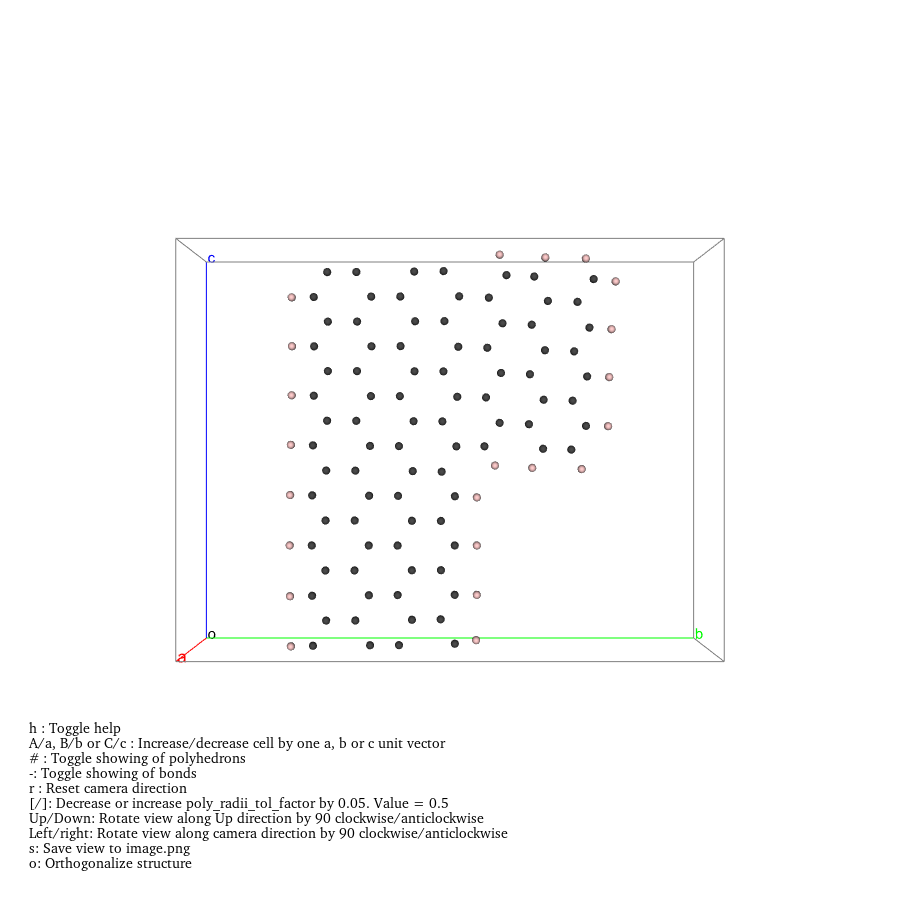 c
o
b
a
h : Toggle help
A/a, B/b or C/c : Increase/decrease cell by one a, b or c unit vector
# : Toggle showing of polyhedrons
-: Toggle showing of bonds
r : Reset camera direction
[/]: Decrease or increase poly_radii_tol_factor by 0.05. Value = 0.5
Up/Down: Rotate view along Up direction by 90 clockwise/anticlockwise
Left/right: Rotate view along camera direction by 90 clockwise/anticlockwise
s: Save view to image.png
o: Orthogonalize structure